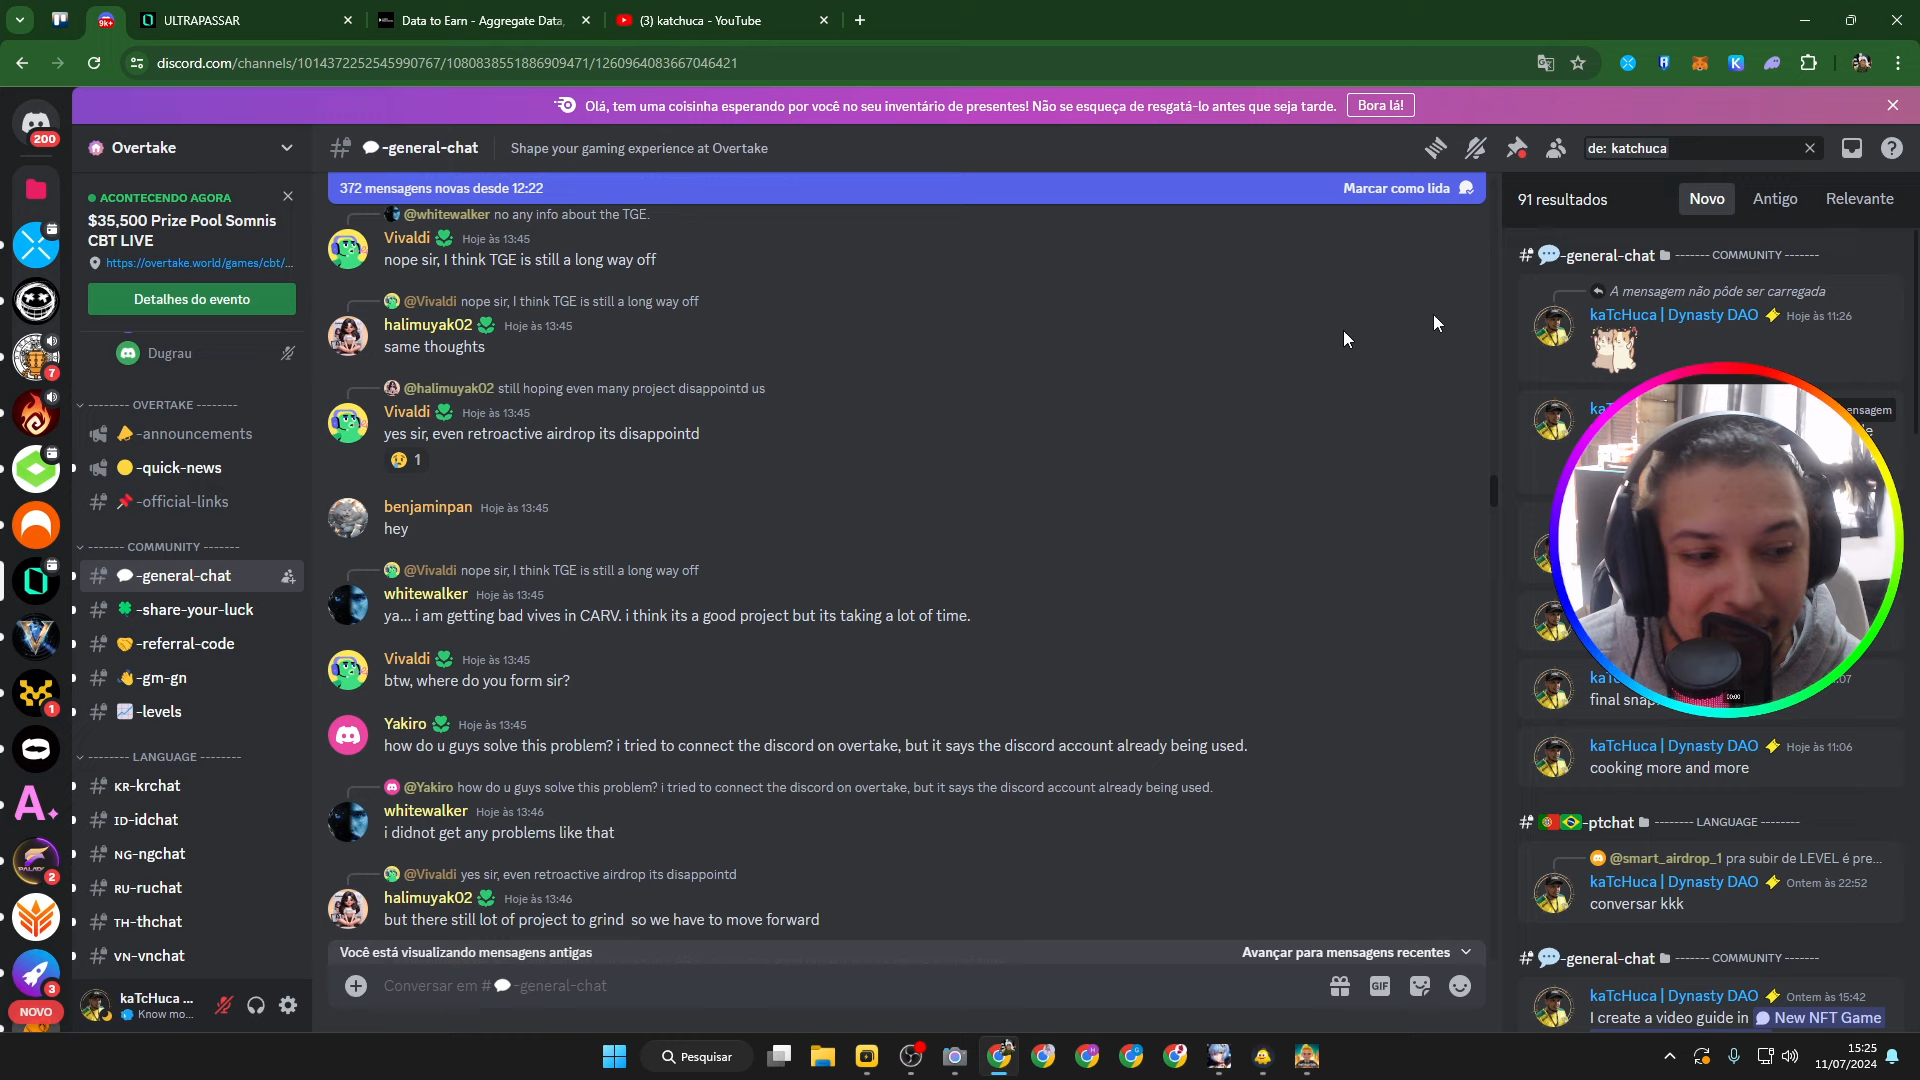 9+
ULTRAPASSAR
Data to Earn - Aggregate Data,
(3) katchuca - YouTube
discord.com/channels/1014372252545990767/1080838551886909471/1260964083667046421
Olá, tem uma coisinha esperando por você no seu inventário de presentes! Não se esqueça de resgatá-lo antes que seja tarde.
Bora lá!
200
Overtake
-general-chat
Shape your gaming experience at Overtake
de: katchuca
ACONTECENDO AGORA
$35,500 Prize Pool Somnis
CBT LIVE
https://overtake.world/games/cbt/...
Detalhes do evento
Dugrau
------- OVERTAKE -------
-announcements
-quick-news
-official-links
------- COMMUNITY -------
-general-chat
-share-your-luck
-referral-code
-gm-gn
-levels
-------- LANGUAGE --------
KR-krchat
ID-idchat
NG-ngchat
RU-ruchat
TH-thchat
VN-vnchat
7
1
2
3
NOVO
kaTcHuca ...
Know mo...
372 mensagens novas desde 12:22
Marcar como lida
@whitewalker no any info about the TGE.
Vivaldi Hoje às 13:45
nope sir, I think TGE is still a long way off
@Vivaldi nope sir, I think TGE is still a long way off
halimuyak02 Hoje às 13:45
same thoughts
@halimuyak02 still hoping even many project disappointd us
Vivaldi Hoje às 13:45
yes sir, even retroactive airdrop its disappointd
1
benjaminpan Hoje às 13:45
hey
@Vivaldi nope sir, I think TGE is still a long way off
whitewalker Hoje às 13:45
ya... i am getting bad vives in CARV. i think its a good project but its taking a lot of time.
Vivaldi Hoje às 13:45
btw, where do you form sir?
Yakiro Hoje às 13:45
how do u guys solve this problem? i tried to connect the discord on overtake, but it says the discord account already being used.
@Yakiro how do u guys solve this problem? i tried to connect the discord on overtake, but it says the discord account already being used.
whitewalker Hoje às 13:46
i didnot get any problems like that
@Vivaldi yes sir, even retroactive airdrop its disappointd
halimuyak02 Hoje às 13:46
but there still lot of project to grind so we have to move forward
Você está visualizando mensagens antigas
Avançar para mensagens recentes
Conversar em # -general-chat
GIF
91 resultados
Novo
Antigo
Relevante
# -general-chat ------- COMMUNITY -------
A mensagem não pôde ser carregada
kaTcHuca | Dynasty DAO Hoje às 11:26
final snap
kaTcHuca | Dynasty DAO Hoje às 11:06
cooking more and more
# -ptchat -------- LANGUAGE --------
@smart_airdrop_1 pra subir de LEVEL é pre...
kaTcHuca | Dynasty DAO Ontem às 22:52
conversar kkk
# -general-chat ------- COMMUNITY -------
kaTcHuca | Dynasty DAO Ontem às 15:42
I create a video guide in New NFT Game
00:00
Pesquisar
15:25
11/07/2024